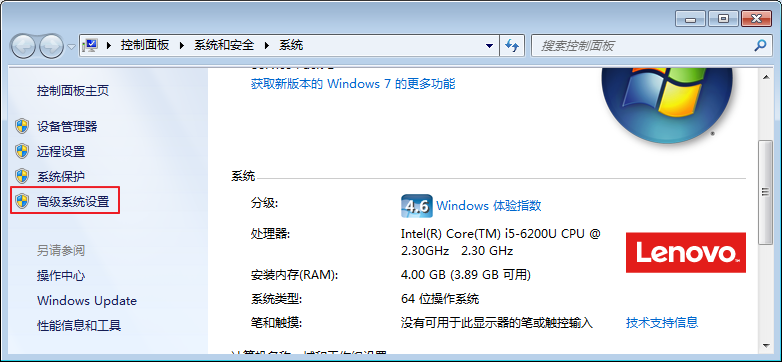 控制面板 系统和安全 系统 搜索控制面板
控制面板主页
设备管理器
远程设置
系统保护
高级系统设置
另请参阅
操作中心
Windows Update
性能信息和工具
获取新版本的 Windows 7 的更多功能
系统
分级: 4.6 Windows 体验指数
处理器: Intel(R) Core(TM) i5-6200U CPU @
2.30GHz 2.30 GHz
安装内存(RAM): 4.00 GB (3.89 GB 可用)
系统类型: 64 位操作系统
笔和触摸: 没有可用于此显示器的笔或触控输入
Lenovo
技术支持信息